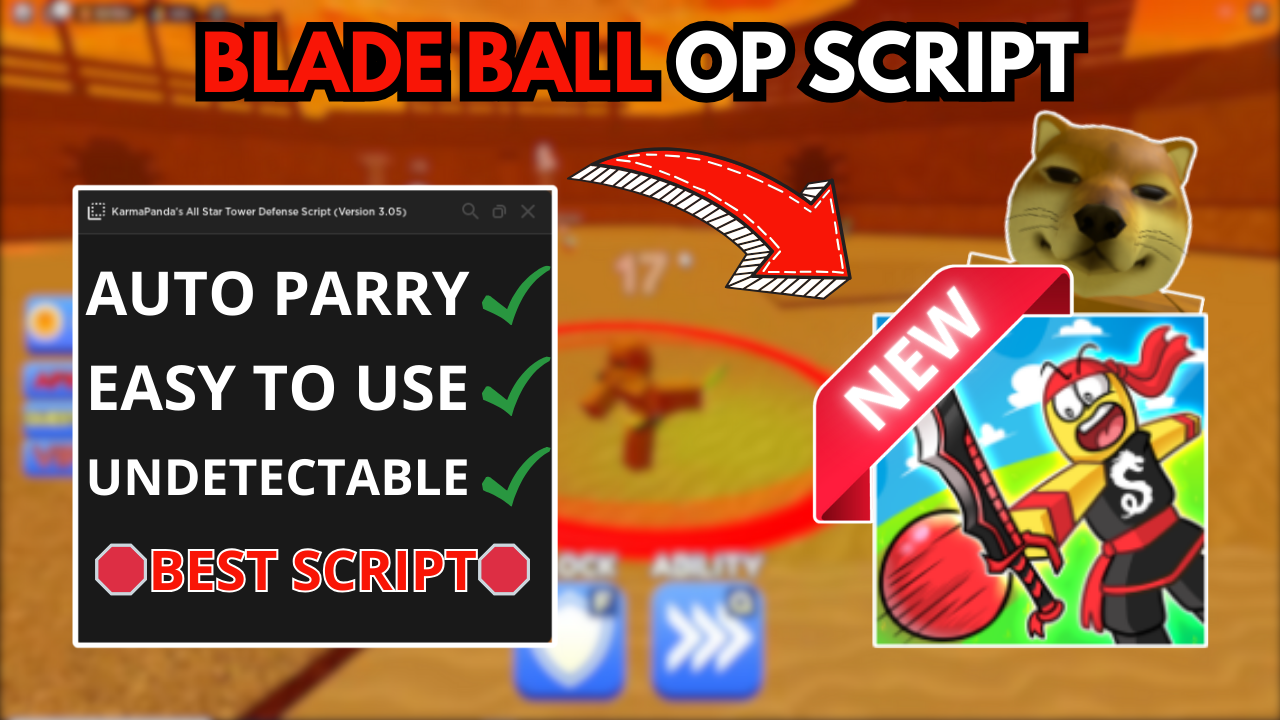 BLADE BALL OP SCRIPT
KarmaPanda's All Star Tower Defense Script (Version 3.05)
AUTO PARRY
EASY TO USE
UNDETECTABLE
BEST SCRIPT
NEW
17
ABILITY
F